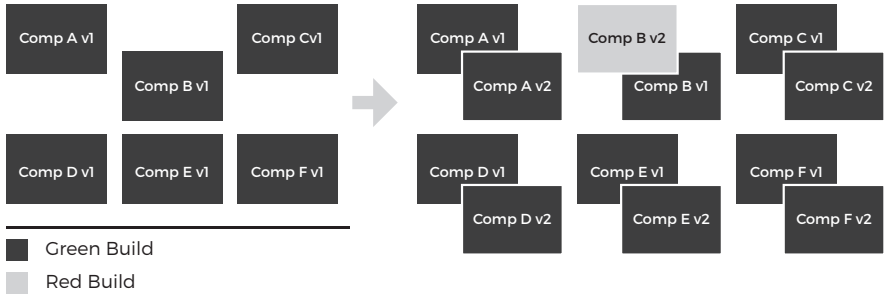 Comp A v1
Comp Cv1
Comp B v1
Comp D v1
Comp E v1
Comp F v1
Comp A v1
Comp B v2
Comp C v1
Comp A v2
Comp B v1
Comp C v2
Comp D v1
Comp E v1
Comp F v1
Comp D v2
Comp E v2
Comp F v2
Green Build
Red Build